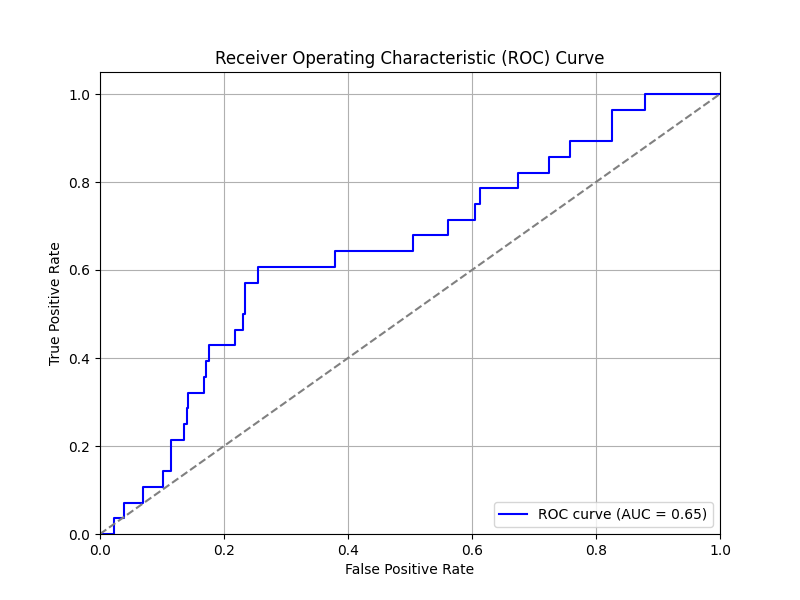 Receiver Operating Characteristic (ROC) Curve
1.0
0.8
0.6
0.4
0.2
0.0
True Positive Rate
ROC curve (AUC = 0.65)
0.0 0.2 0.4 0.6 0.8 1.0
False Positive Rate